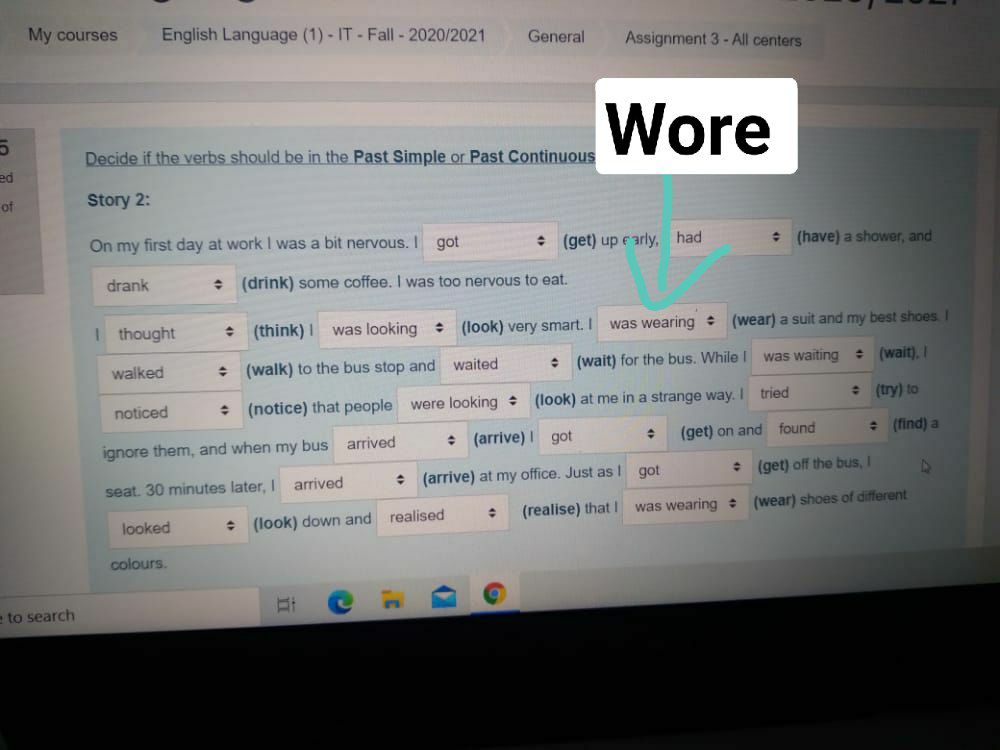 My courses English Language (1) - IT - Fall - 2020/2021 General Assignment 3 - All centers
Wore
5
ed
of
Decide if the verbs should be in the Past Simple or Past Continuous
Story 2:
On my first day at work I was a bit nervous. I got (get) up early, had (have) a shower, and
drank (drink) some coffee. I was too nervous to eat.
I thought (think) I was looking (look) very smart. I was wearing (wear) a suit and my best shoes. I
walked (walk) to the bus stop and waited (wait) for the bus. While I was waiting (wait), I
noticed (notice) that people were looking (look) at me in a strange way. I tried (try) to
ignore them, and when my bus arrived (arrive) I got (get) on and found (find) a
seat. 30 minutes later, I arrived (arrive) at my office. Just as I got (get) off the bus, I
looked (look) down and realised (realise) that I was wearing (wear) shoes of different
colours.
e to search